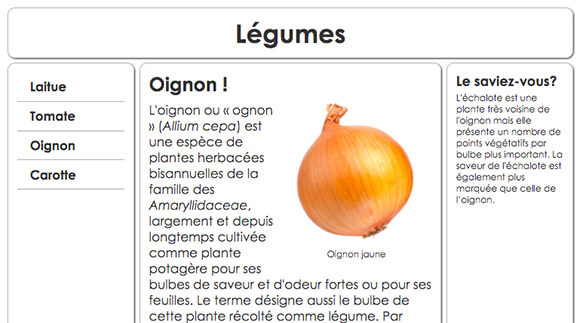 Légumes
Laitue
Tomate
Oignon
Carotte
Oignon !
L'oignon ou « ognon
» (Allium cepa) est
une espèce de
plantes herbacées
bisannuelles de la
famille des
Amaryllidaceae,
largement et depuis
longtemps cultivée
comme plante
potagère pour ses
bulbes de saveur et d'odeur fortes ou pour ses
feuilles. Le terme désigne aussi le bulbe de
cette plante récolté comme légume. Par
Oignon jaune
Le saviez-vous?
L'échalote est une
plante très voisine de
l'oignon mais elle
présente un nombre de
points végétatifs par
bulbe plus important. La
saveur de l'échalote est
également plus
marquée que celle de
l'oignon.